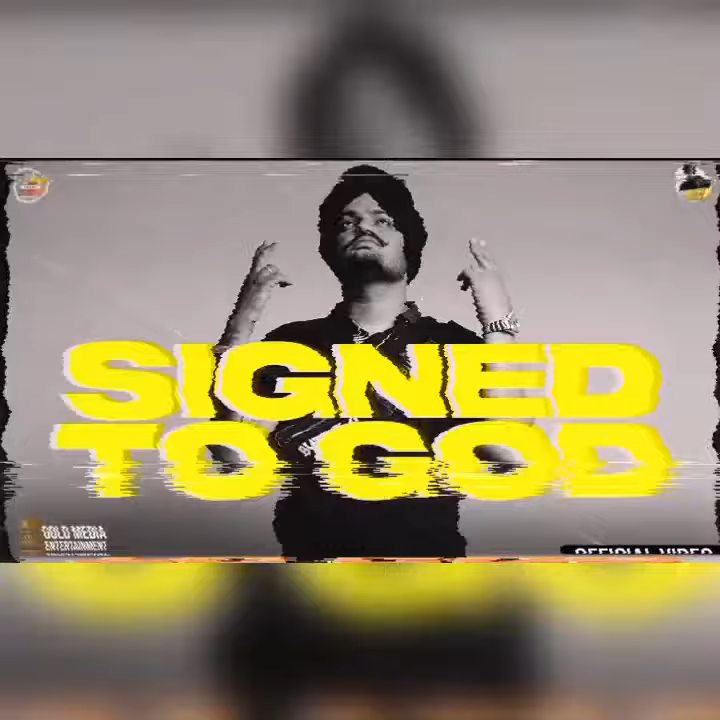 SIGNED
TO GOD
GOLD MEDIA
ENTERTAINMENT
OFFICIAL VIDEO